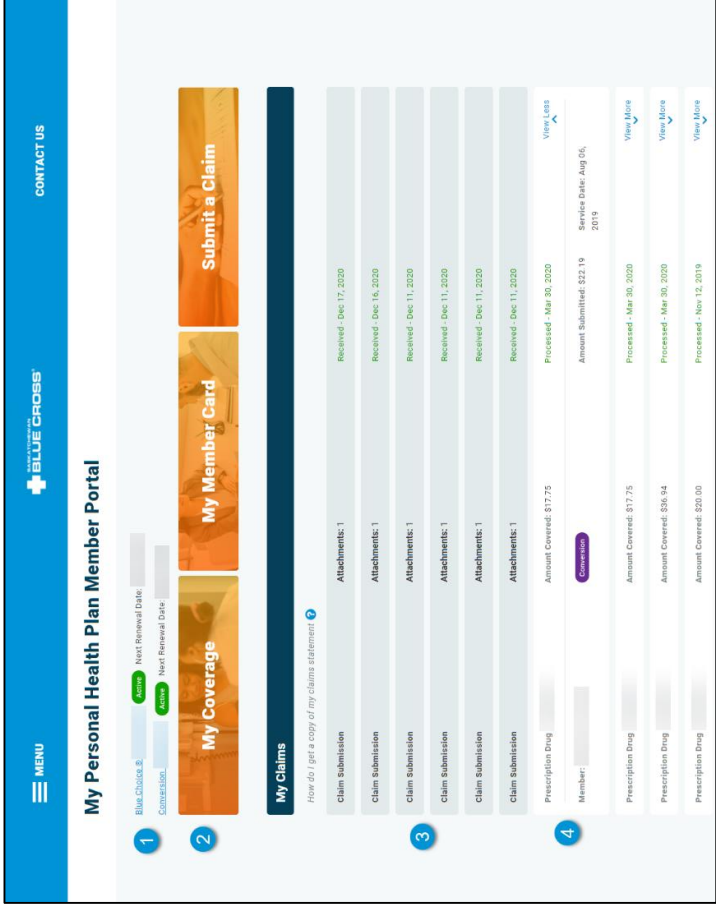 MENU
SASKATCHEWAN
BLUE CROSS®
CONTACT US
My Personal Health Plan Member Portal
1
Blue Choice ® Active Next Renewal Date:
Conversion Active Next Renewal Date:
2
My Coverage
My Member Card
Submit a Claim
My Claims
How do I get a copy of my claims statement ?
3
Claim Submission Attachments: 1 Received - Dec 17, 2020
Claim Submission Attachments: 1 Received - Dec 16, 2020
Claim Submission Attachments: 1 Received - Dec 11, 2020
Claim Submission Attachments: 1 Received - Dec 11, 2020
Claim Submission Attachments: 1 Received - Dec 11, 2020
Claim Submission Attachments: 1 Received - Dec 11, 2020
4
Prescription Drug Amount Covered: $17.75 Processed - Mar 30, 2020 View Less
Member: Conversion Amount Submitted: $22.19 Service Date: Aug 06,
2019
Prescription Drug Amount Covered: $17.75 Processed - Mar 30, 2020 View More
Prescription Drug Amount Covered: $36.94 Processed - Mar 30, 2020 View More
Prescription Drug Amount Covered: $20.00 Processed - Nov 12, 2019 View More